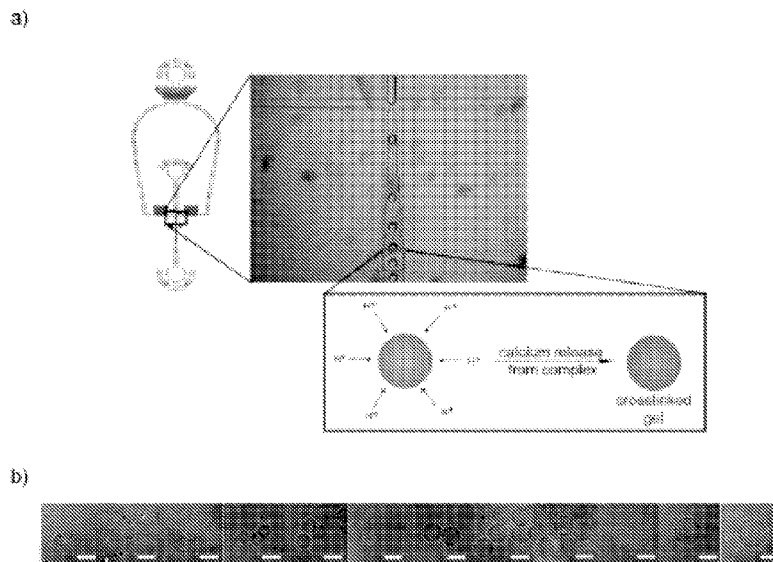 a)
H⁺ H⁺
H⁺ H⁺ calcium release
from complex
H⁺ H⁺
crosslinked
gel
b)